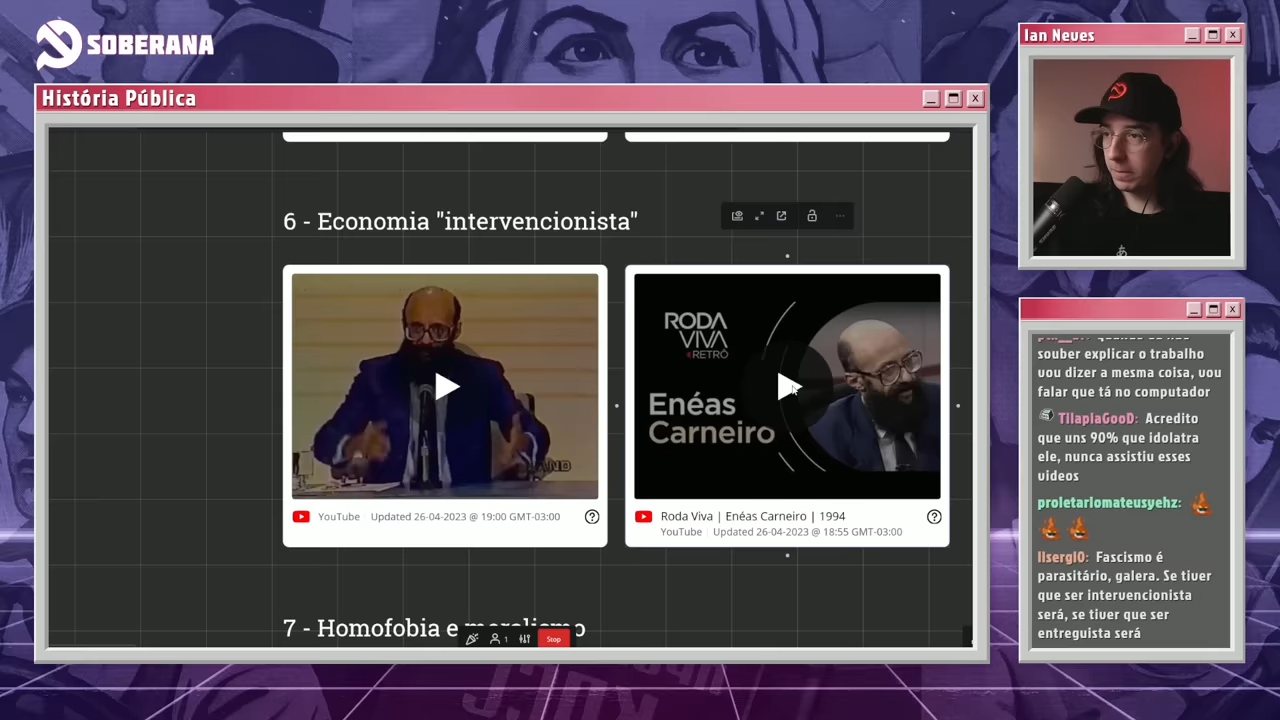 SOBERANA
História Pública
6 - Economia "intervencionista"
AND
YouTube Updated 26-04-2023 @ 19:00 GMT-03:00
RODA
VIVA
RETRÔ
Enéas
Carneiro
Roda Viva | Enéas Carneiro | 1994
YouTube Updated 26-04-2023 @ 18:55 GMT-03:00
7 - Homofobia e moralismo
1
Stop
Ian Neves
souber explicar o trabalho
vou dizer a mesma coisa, vou
falar que tá no computador
TilapiaGooD: Acredito
que uns 90% que idolatra
ele, nunca assistiu esses
videos
proletariomateusyehz:
llsergi0: Fascismo é
parasitário, galera. Se tiver
que ser intervencionista
será, se tiver que ser
entreguista será